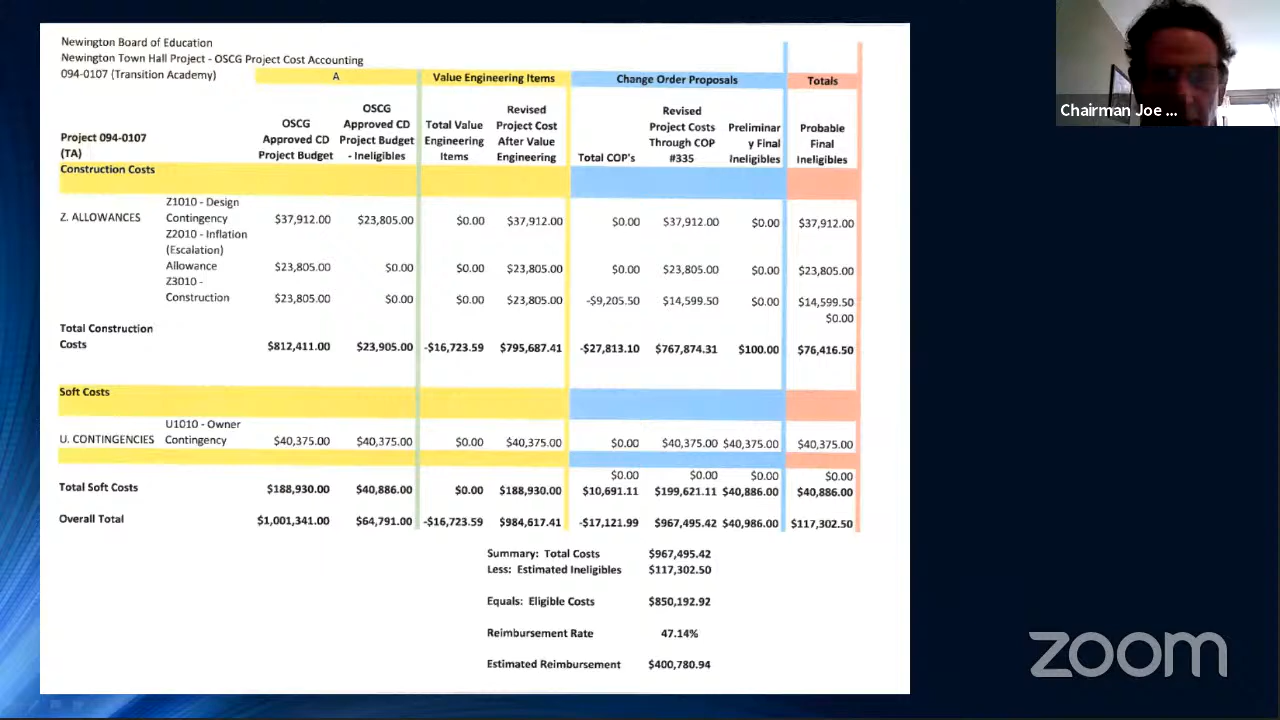 Newington Board of Education
Newington Town Hall Project - OSCG Project Cost Accounting
094-0107 (Transition Academy)
A
Value Engineering Items
Change Order Proposals
Totals
Project 094-0107
(TA)
OSCG
Approved CD
Project Budget
OSCG
Approved CD
Project Budget
- Ineligibles
Total Value
Engineering
Items
Revised
Project Cost
After Value
Engineering
Total COP's
Revised
Project Costs
Through COP
#335
Preliminar
y Final
Ineligibles
Probable
Final
Ineligibles
Construction Costs
Z. ALLOWANCES
Z1010 - Design
Contingency $37,912.00 $23,805.00 $0.00 $37,912.00 $0.00 $37,912.00 $0.00 $37,912.00
Z2010 - Inflation
(Escalation)
Allowance $23,805.00 $0.00 $0.00 $23,805.00 $0.00 $23,805.00 $0.00 $23,805.00
Z3010 -
Construction $23,805.00 $0.00 $0.00 $23,805.00 -$9,205.50 $14,599.50 $0.00 $14,599.50
$0.00
Total Construction
Costs $812,411.00 $23,905.00 -$16,723.59 $795,687.41 -$27,813.10 $767,874.31 $100.00 $76,416.50
Soft Costs
U1010 - Owner
U. CONTINGENCIES Contingency $40,375.00 $40,375.00 $0.00 $40,375.00 $0.00 $40,375.00 $40,375.00 $40,375.00
$0.00 $0.00 $0.00 $0.00
Total Soft Costs $188,930.00 $40,886.00 $0.00 $188,930.00 $10,691.11 $199,621.11 $40,886.00 $40,886.00
Overall Total $1,001,341.00 $64,791.00 -$16,723.59 $984,617.41 -$17,121.99 $967,495.42 $40,986.00 $117,302.50
Summary: Total Costs $967,495.42
Less: Estimated Ineligibles $117,302.50
Equals: Eligible Costs $850,192.92
Reimbursement Rate 47.14%
Estimated Reimbursement $400,780.94
Chairman Joe ...
zoom